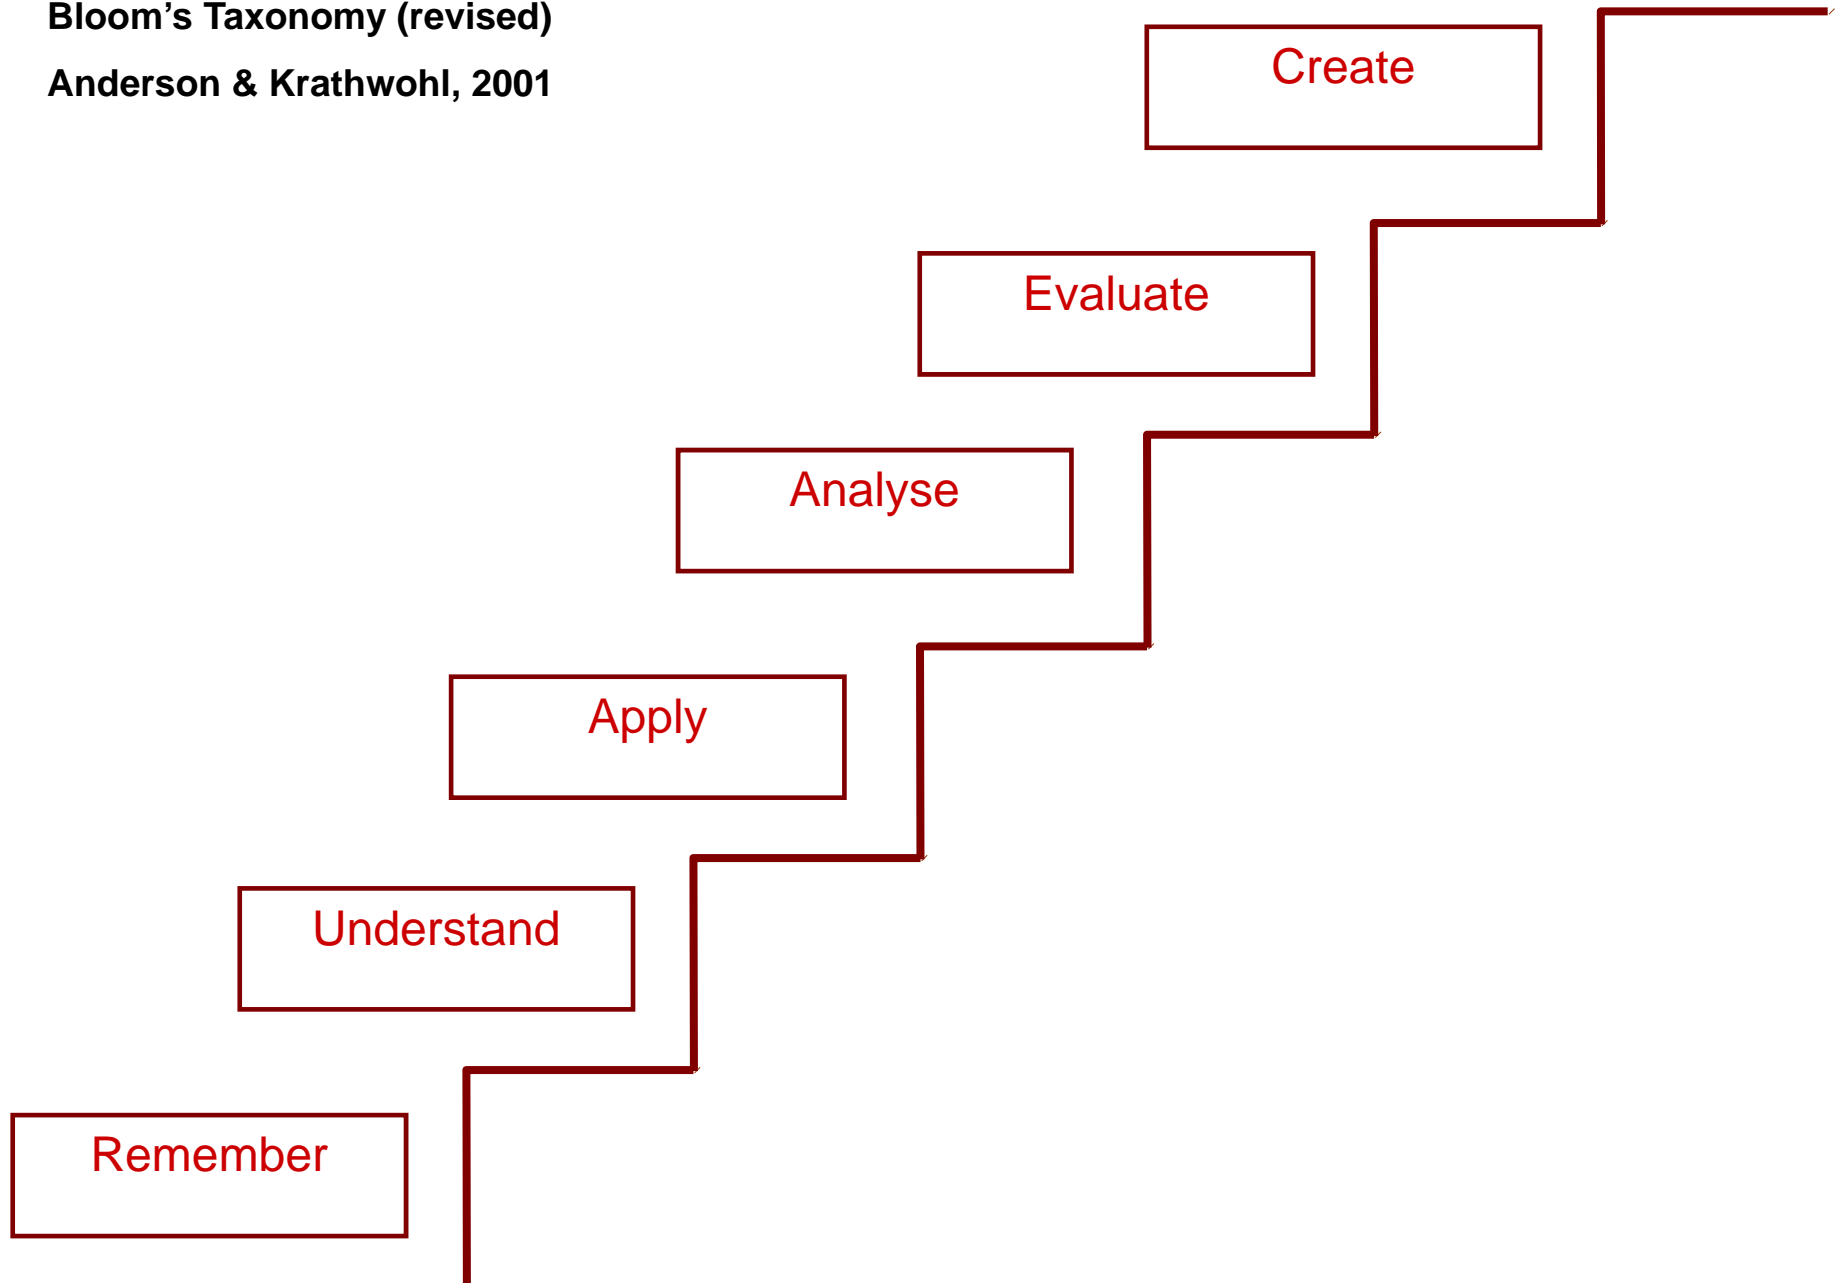 Bloom’s Taxonomy (revised)
Anderson & Krathwohl, 2001
Create
Evaluate
Analyse
Apply
Understand
Remember